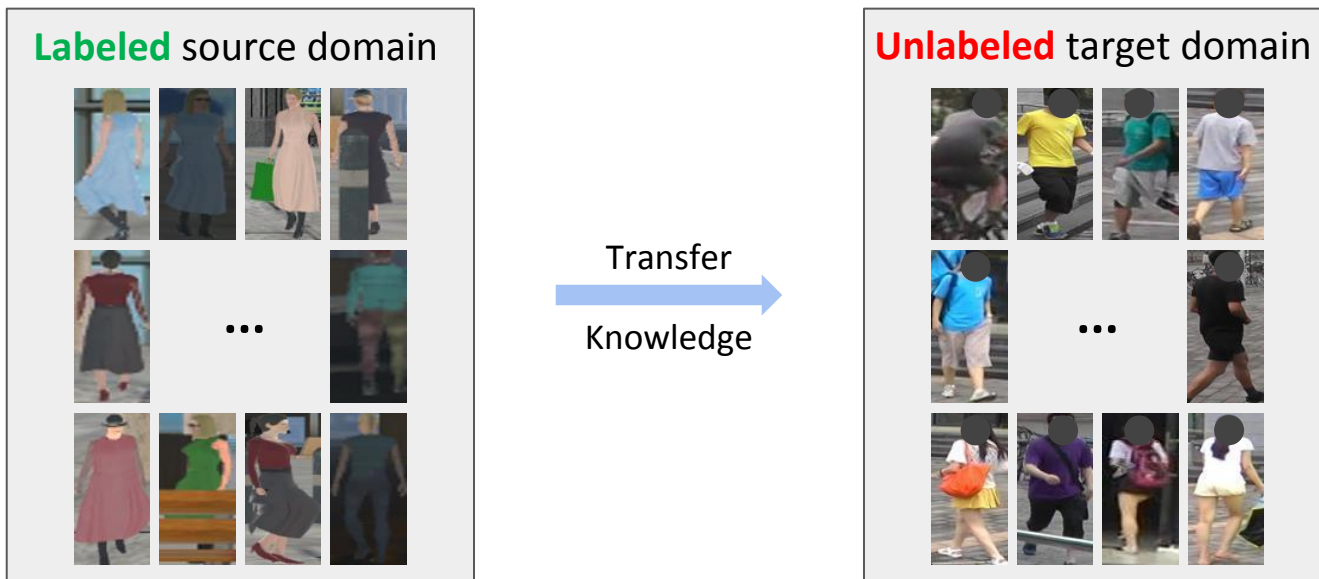 Labeled source domain
Unlabeled target domain
Transfer
Knowledge
...
...